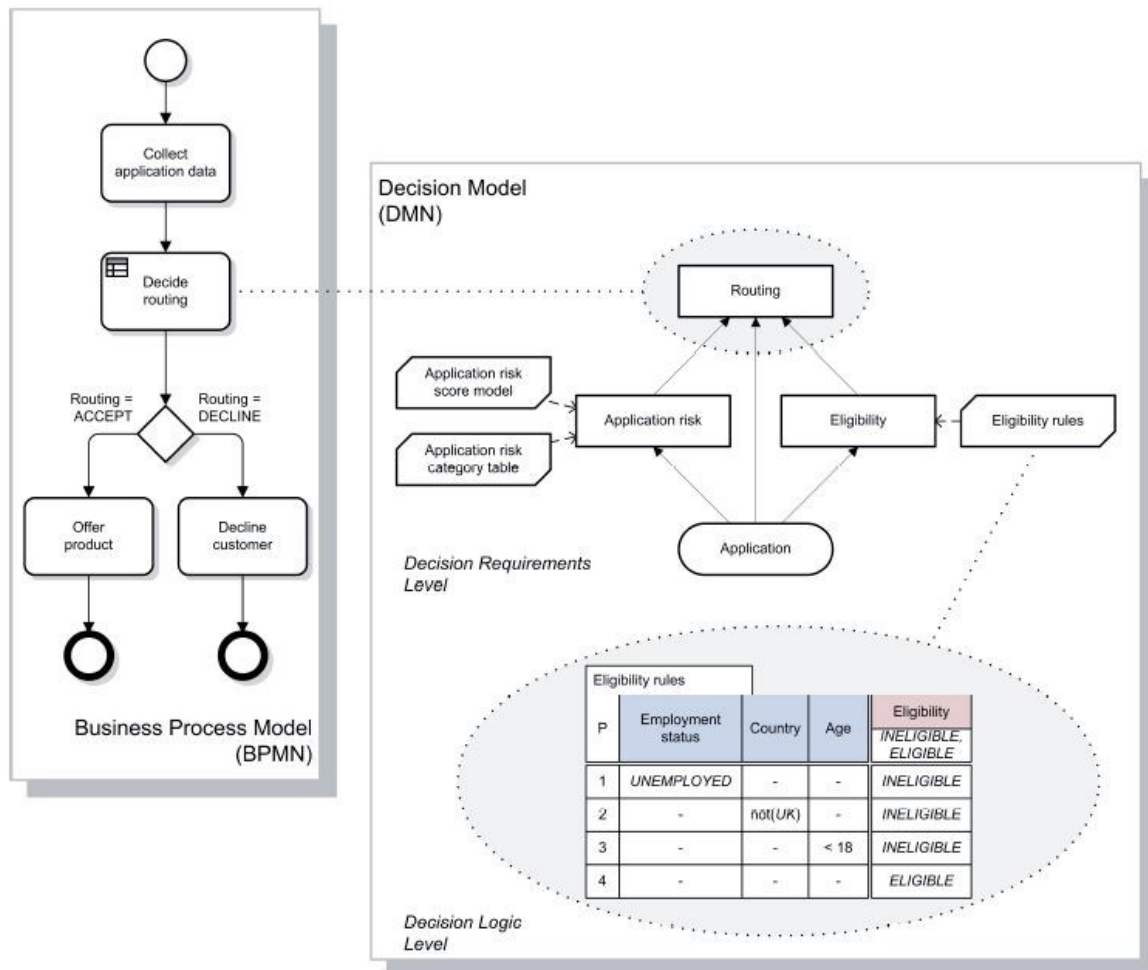 Collect
application data
Decide
routing
Routing =
ACCEPT
Routing =
DECLINE
Offer
product
Decline
customer
Business Process Model
(BPMN)
Decision Model
(DMN)
Routing
Application risk
score model
Application risk
category table
Application risk
Eligibility
Eligibility rules
Application
Decision Requirements
Level
Eligibility rules
P Employment status Country Age Eligibility
INELIGIBLE,
ELIGIBLE
1 UNEMPLOYED - - INELIGIBLE
2 - not(UK) - INELIGIBLE
3 - - < 18 INELIGIBLE
4 - - - ELIGIBLE
Decision Logic
Level